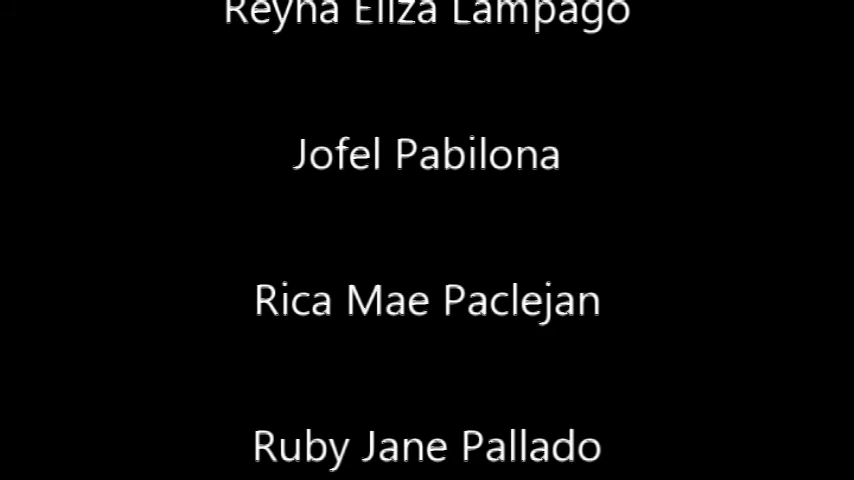 Reyna Eliza Lampago
Jofel Pabilona
Rica Mae Paclejan
Ruby Jane Pallado